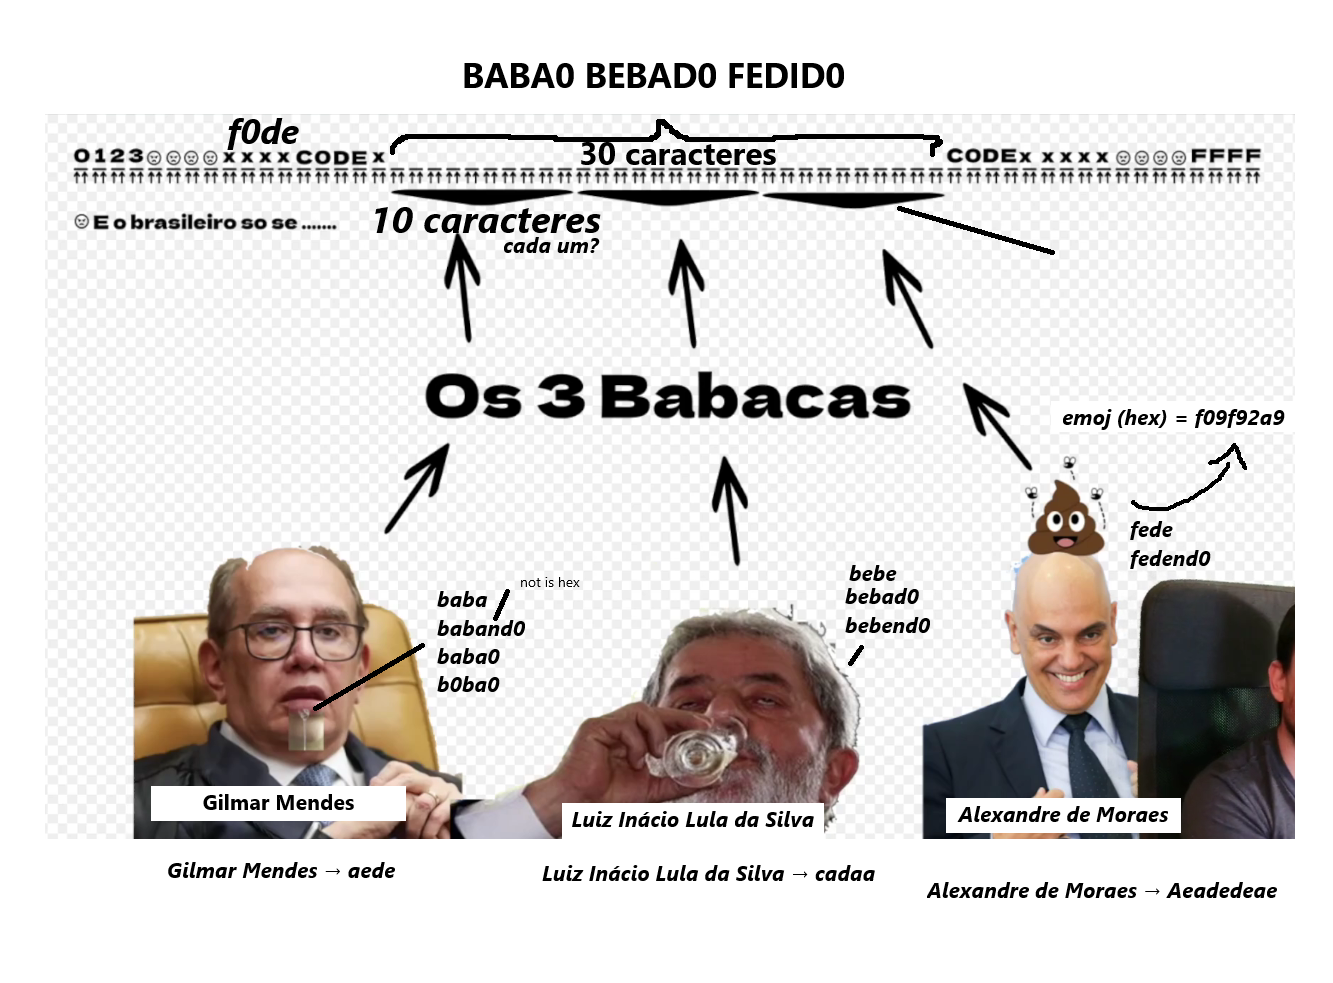 BABA0 BEBAD0 FEDID0
f0de
0123☹☹☹☹xxxxCODEx
30 caracteres
CODEx xxxx ☹☹☹☹FFFF
☹E o brasileiro so se .......
10 caracteres
cada um?
Os 3 Babacas
emoj (hex) = f09f92a9
fede
fedend0
not is hex
baba
baband0
baba0
b0ba0
bebe
bebad0
bebend0
Gilmar Mendes
Luiz Inácio Lula da Silva
Alexandre de Moraes
Gilmar Mendes → aede
Luiz Inácio Lula da Silva → cadaa
Alexandre de Moraes → Aeadedeae